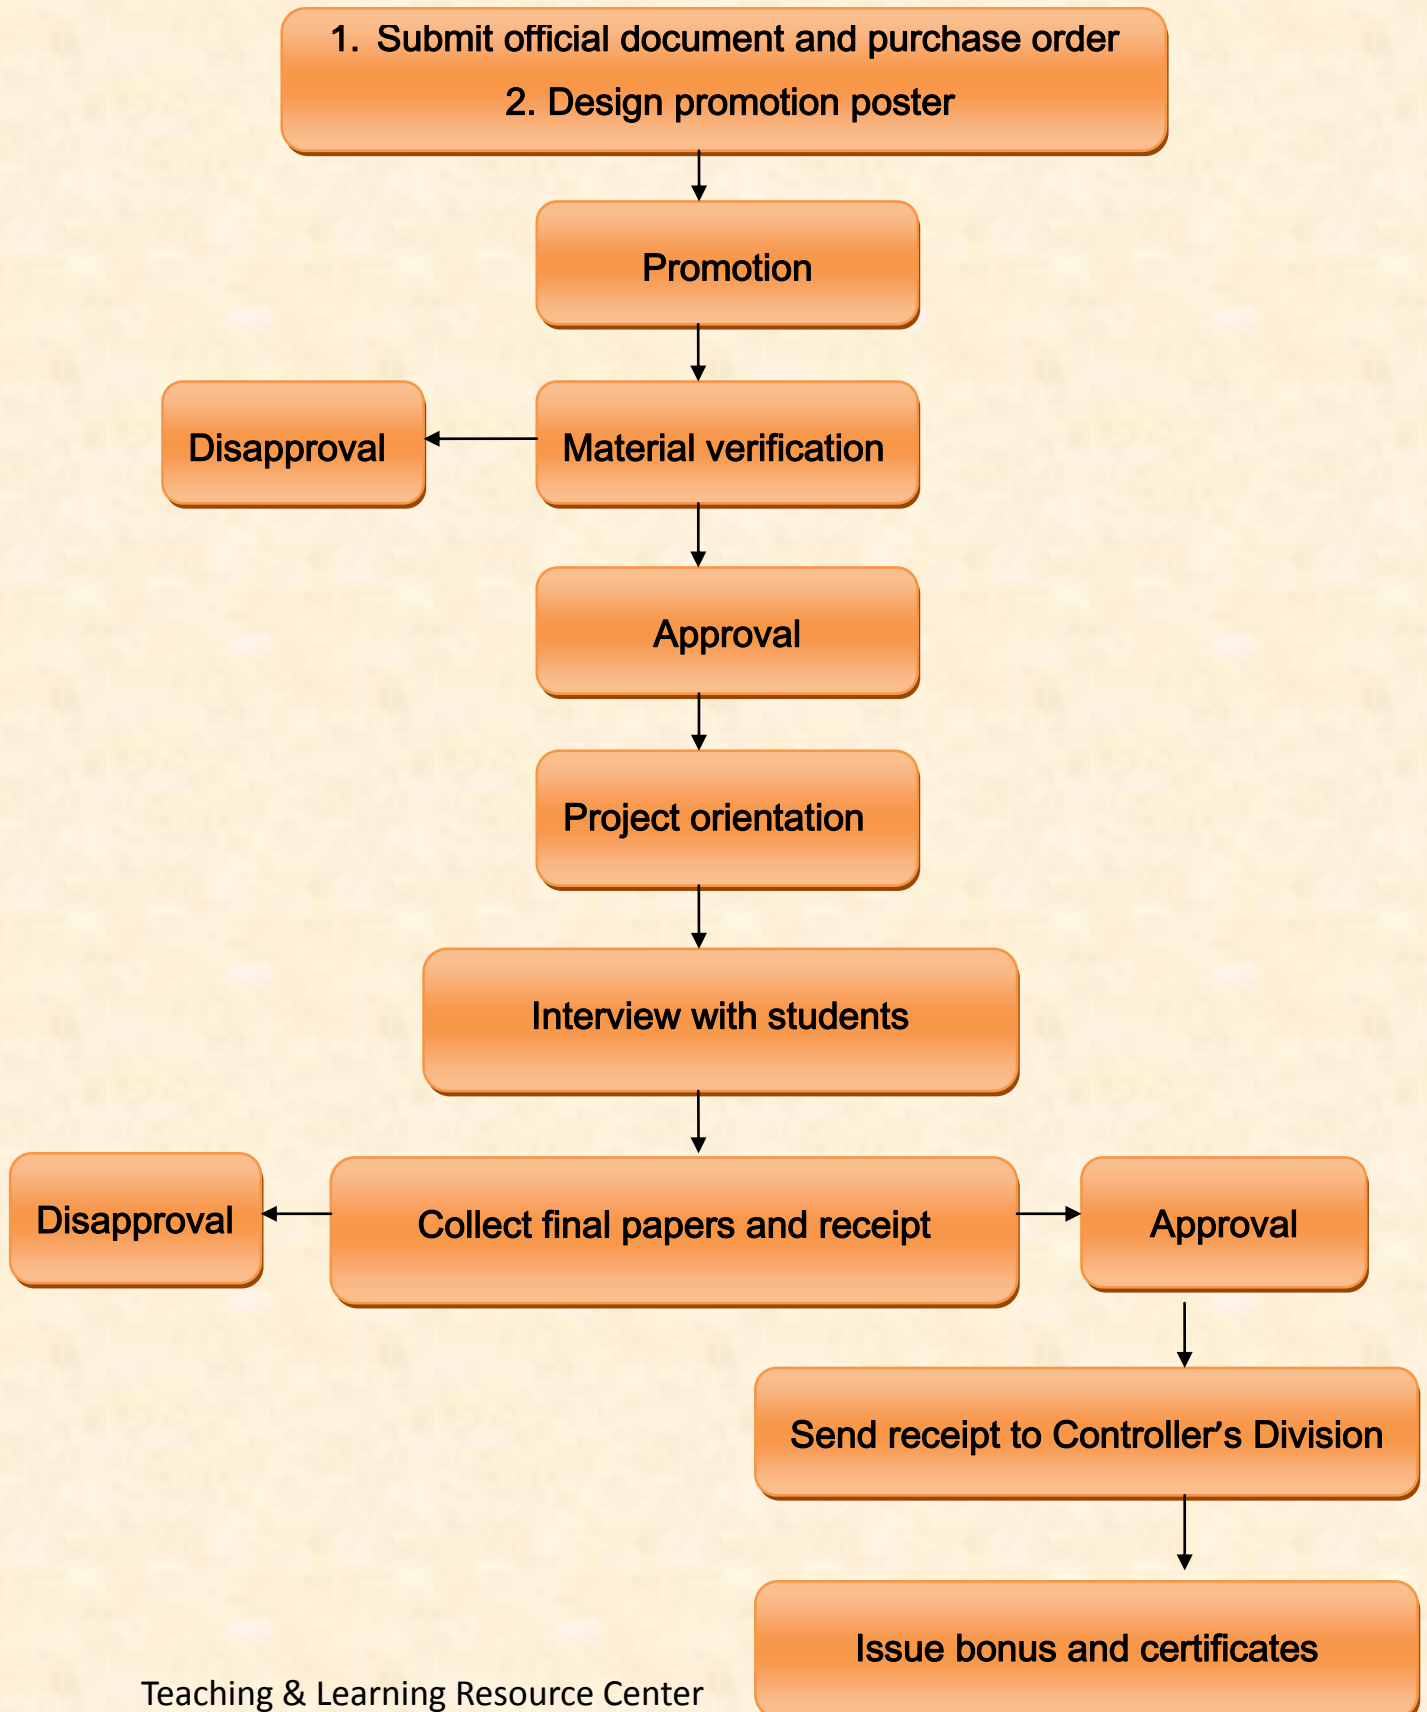 1. Submit official document and purchase order
2. Design promotion poster
Promotion
Disapproval
Material verification
Approval
Project orientation
Interview with students
Disapproval
Collect final papers and receipt
Approval
Send receipt to Controller’s Division
Issue bonus and certificates
Teaching & Learning Resource Center